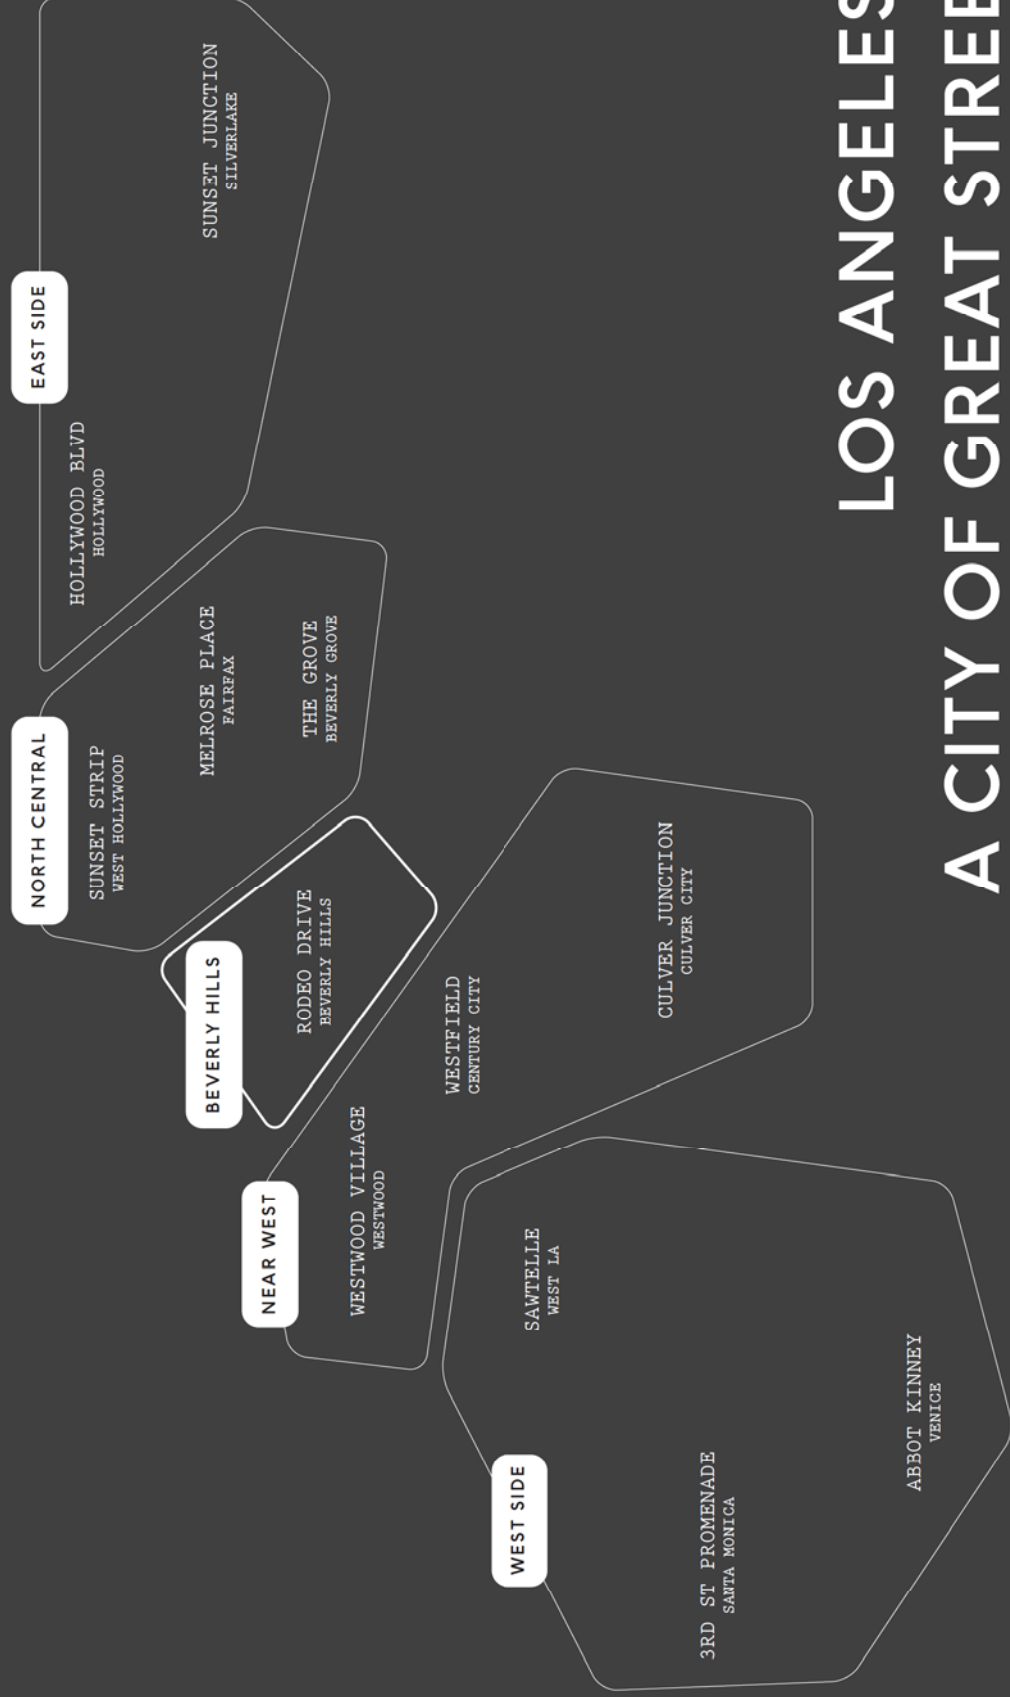 NORTH CENTRAL
EAST SIDE
HOLLYWOOD BLVD
HOLLYWOOD
SUNSET STRIP
WEST HOLLYWOOD
MELROSE PLACE
FAIRFAX
SUNSET JUNCTION
SILVERLAKE
THE GROVE
BEVERLY GROVE
BEVERLY HILLS
RODEO DRIVE
BEVERLY HILLS
NEAR WEST
WESTWOOD VILLAGE
WESTWOOD
WESTFIELD
CENTURY CITY
CULVER JUNCTION
CULVER CITY
WEST SIDE
SAWTELLE
WEST LA
3RD ST PROMENADE
SANTA MONICA
ABBOT KINNEY
VENICE
LOS ANGELES
A CITY OF GREAT STREE